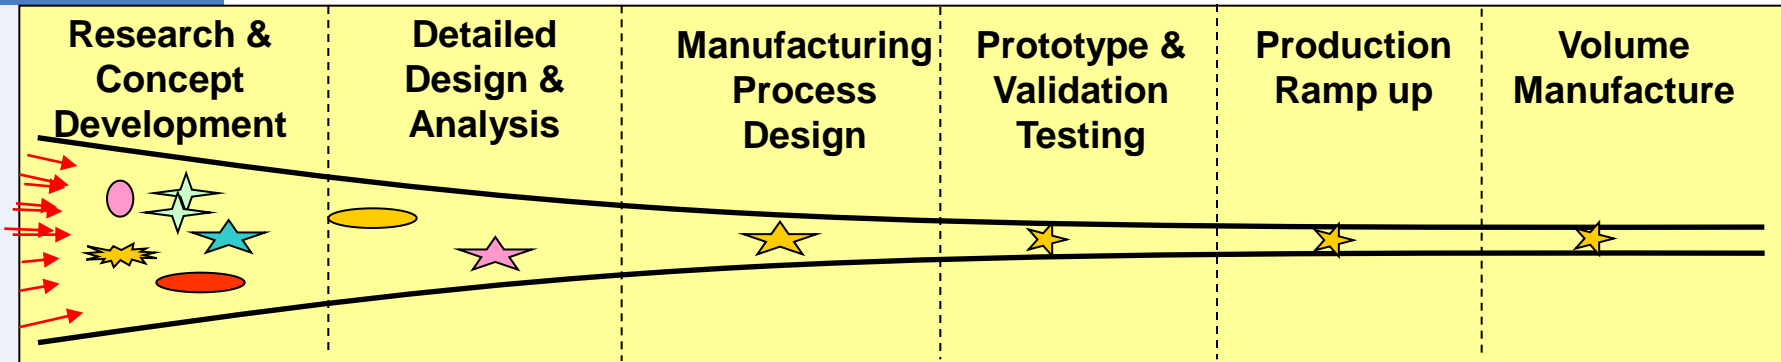 Research &
Concept
Development
Detailed
Design &
Analysis
Manufacturing
Process
Design
Prototype &
Validation
Testing
Production
Ramp up
Volume
Manufacture